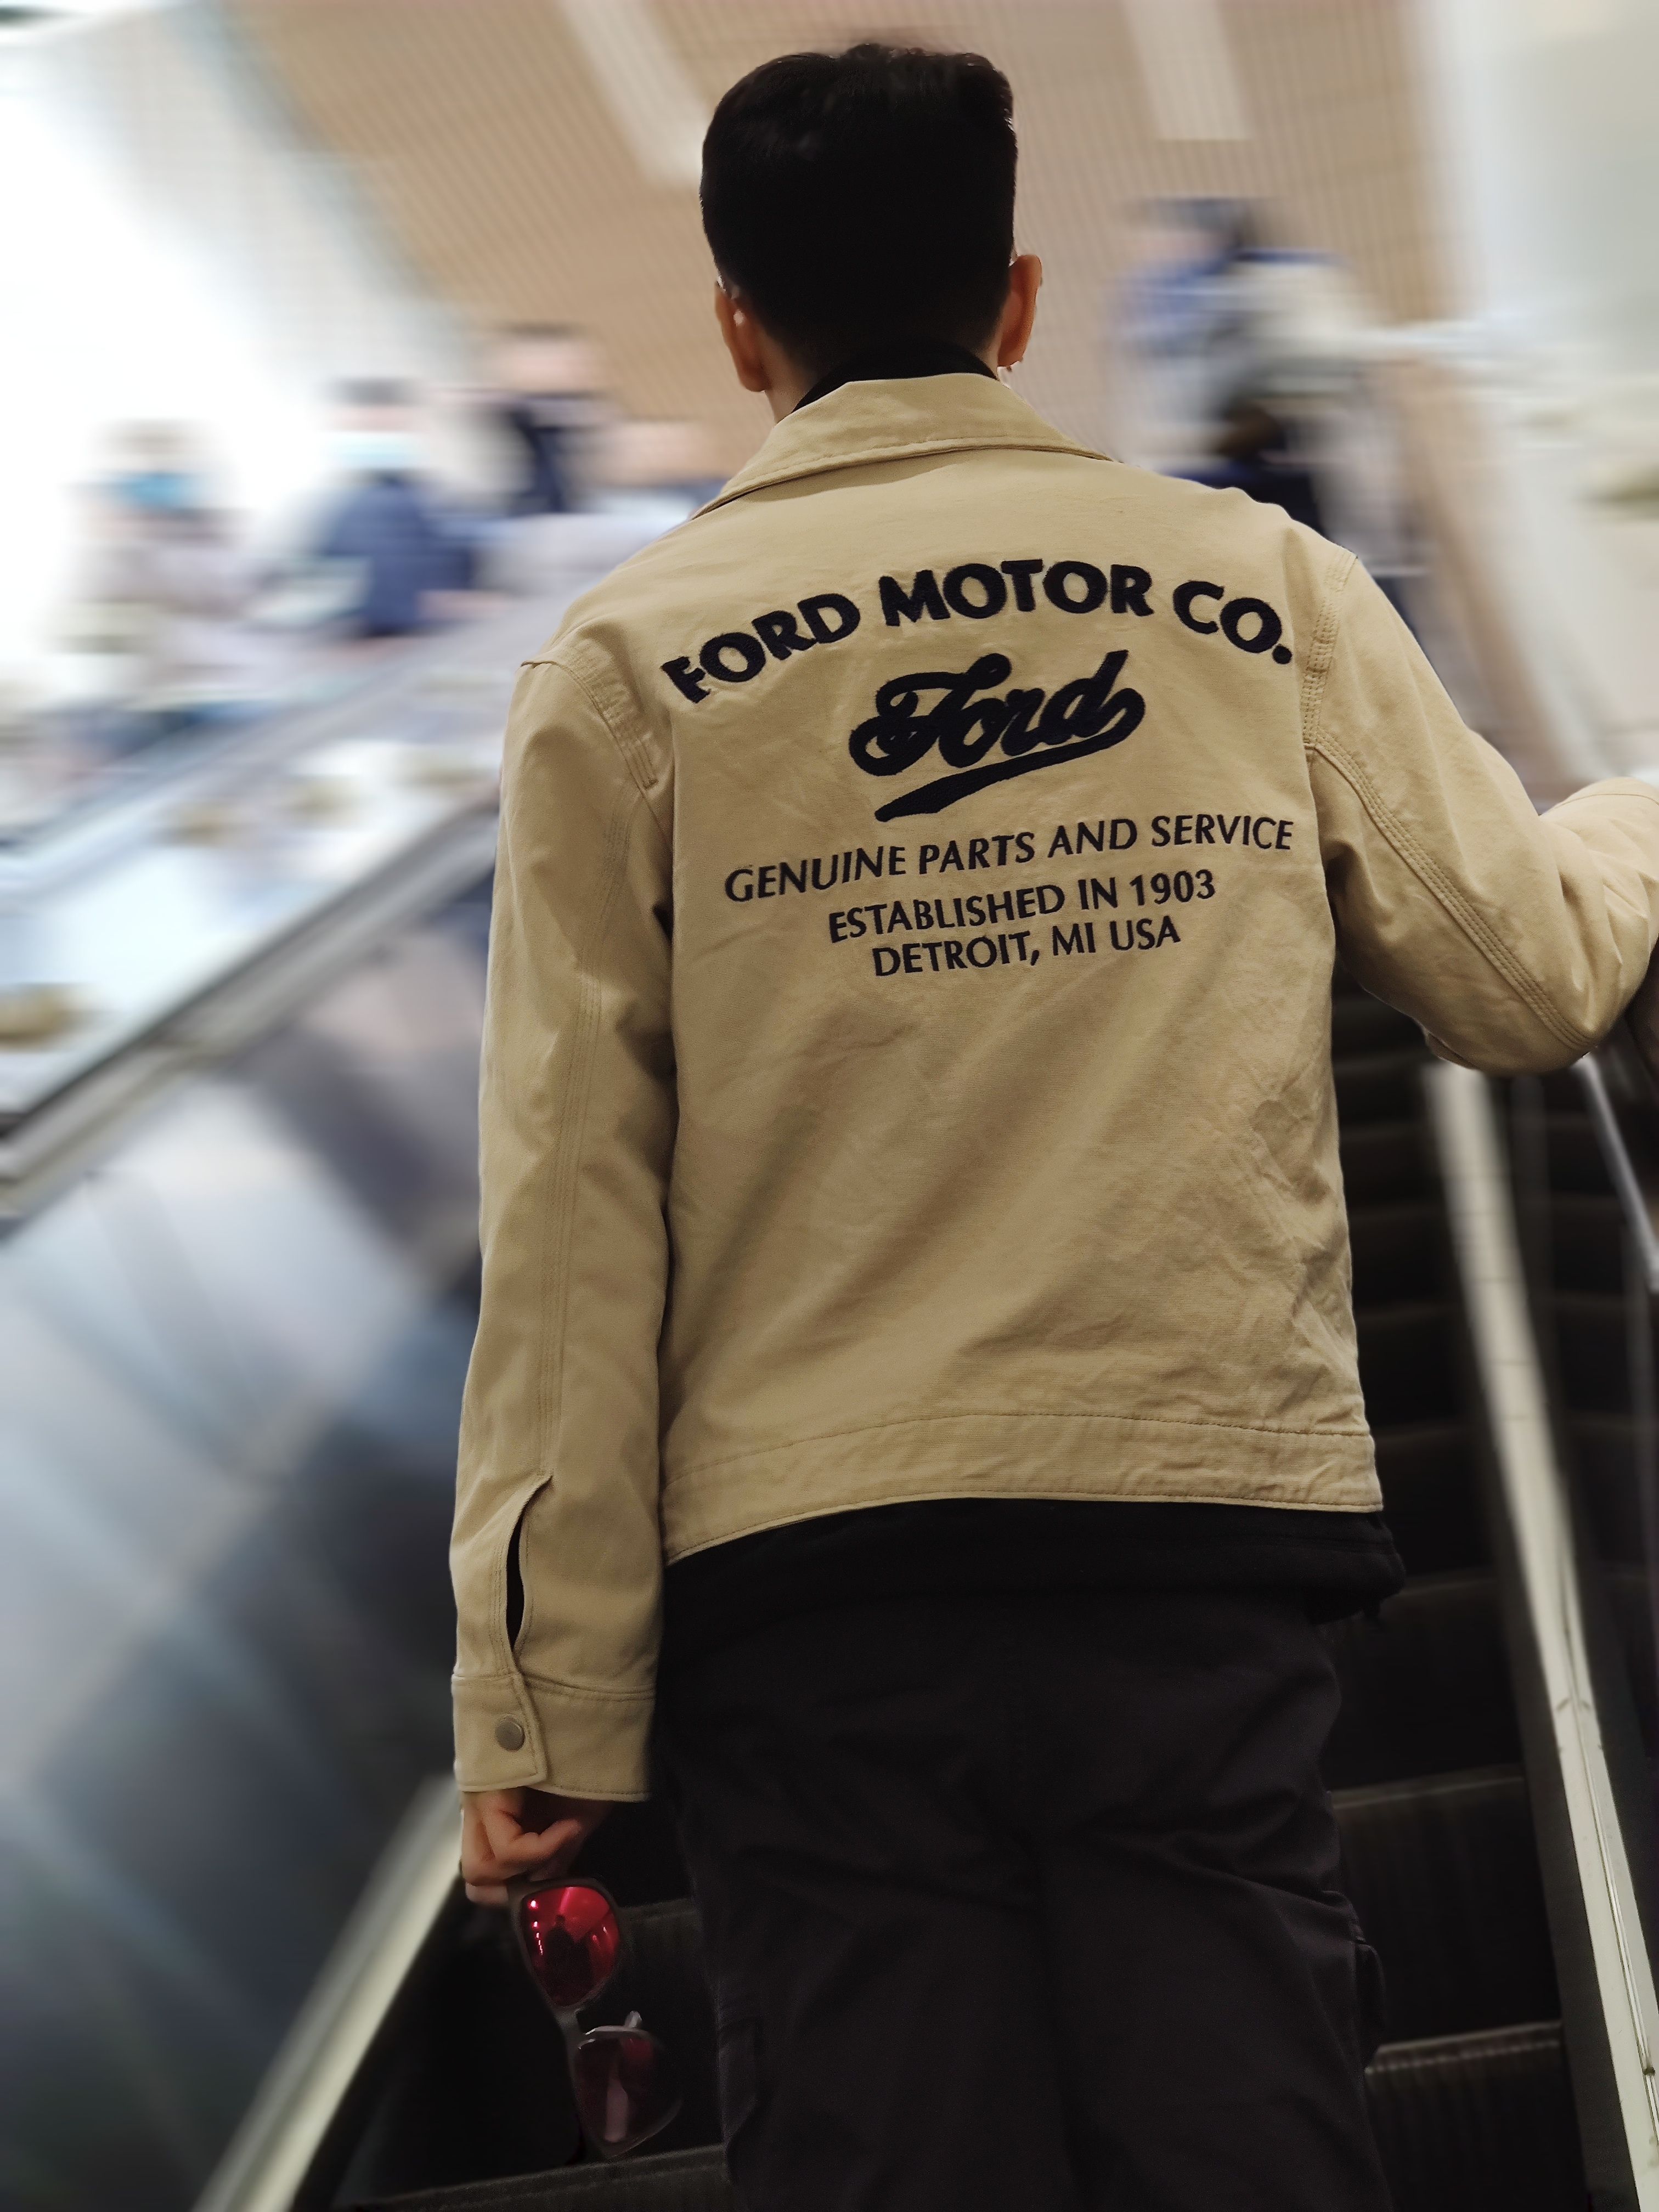 FORD MOTOR CO.
Ford
GENUINE PARTS AND SERVICE
ESTABLISHED IN 1903
DETROIT, MI USA